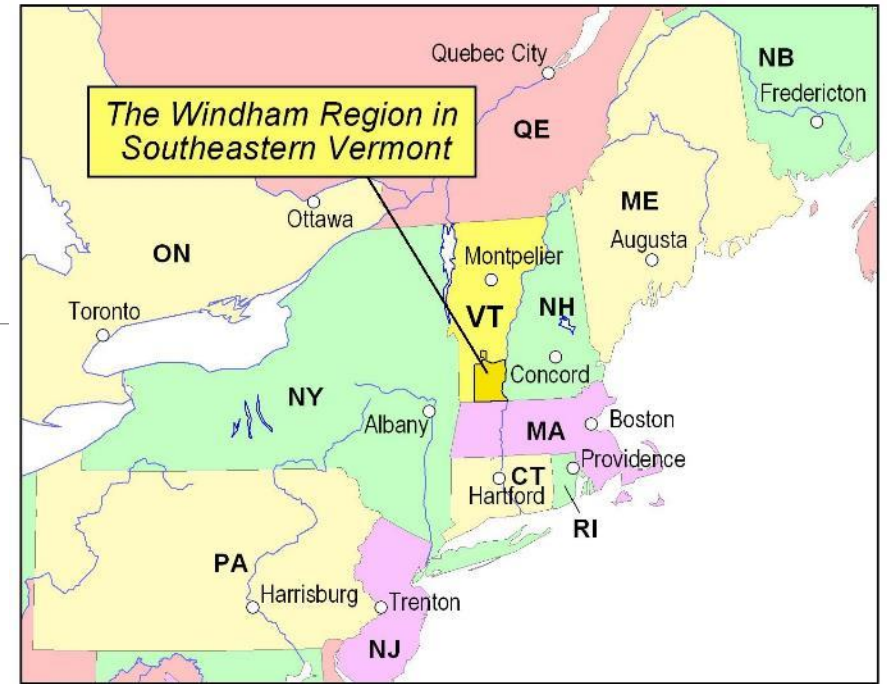 Quebec City
NB
Fredericton
The Windham Region in
Southeastern Vermont
QE
Ottawa
ME
Augusta
ON
Montpelier
Toronto
VT
NH
Concord
NY
Albany
Boston
MA
Providence
CT
Hartford
RI
PA
Harrisburg
Trenton
NJ